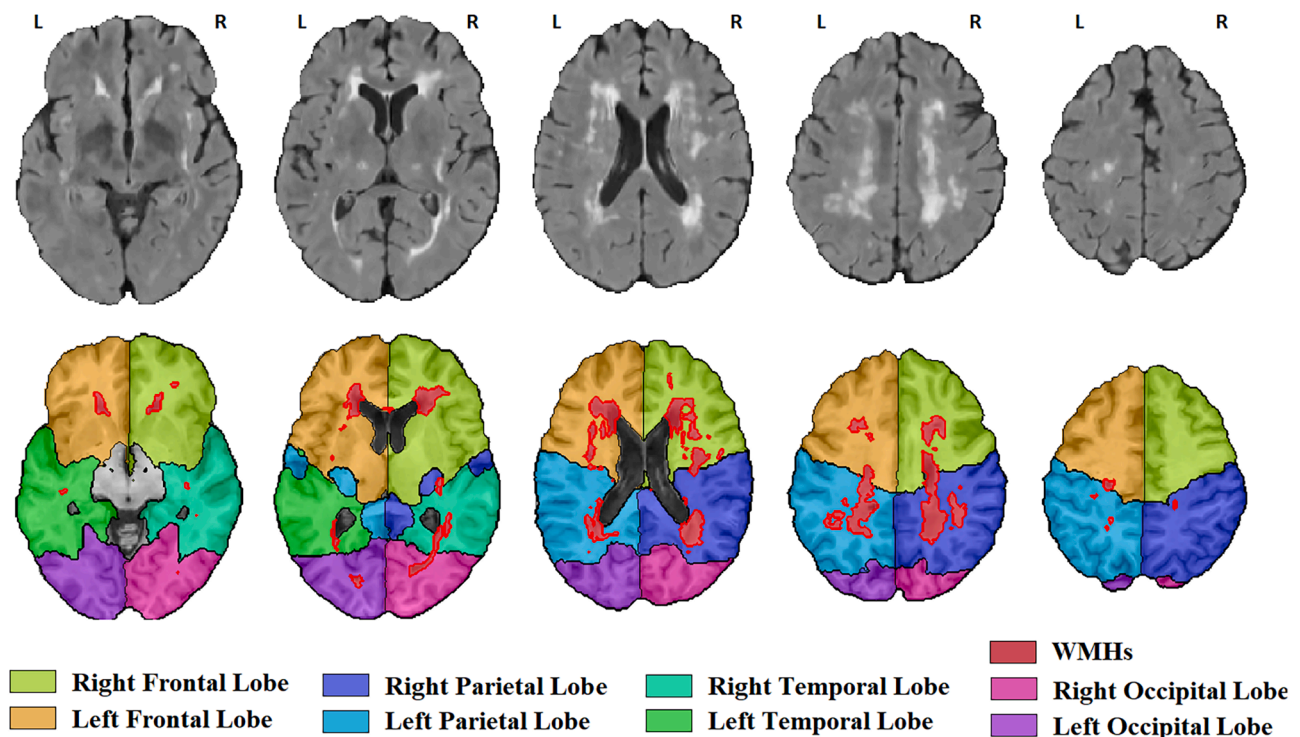 L R L R L R
WMHs
Right Frontal Lobe Right Parietal Lobe Right Temporal Lobe Right Occipital Lobe
Left Frontal Lobe Left Parietal Lobe Left Temporal Lobe Left Occipital Lobe